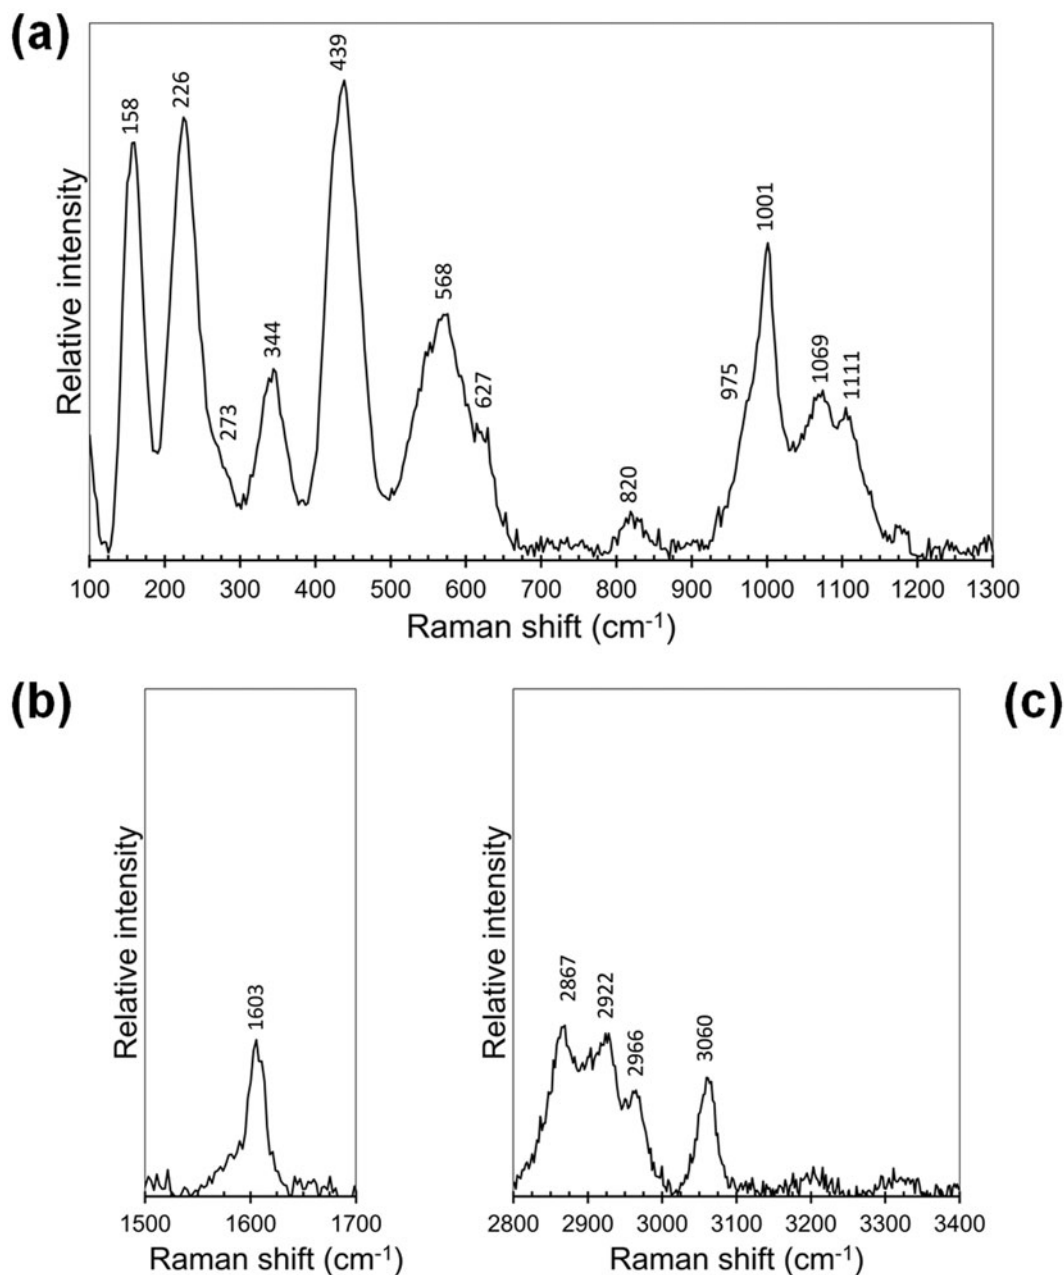 (a)
Relative intensity
158
226
273
344
439
568
627
820
975
1001
1069
1111
100 200 300 400 500 600 700 800 900 1000 1100 1200 1300
Raman shift (cm-1)
(b)
Relative intensity
1603
1500 1600 1700
Raman shift (cm-1)
(c)
Relative intensity
2867
2922
2966
3060
2800 2900 3000 3100 3200 3300 3400
Raman shift (cm-1)